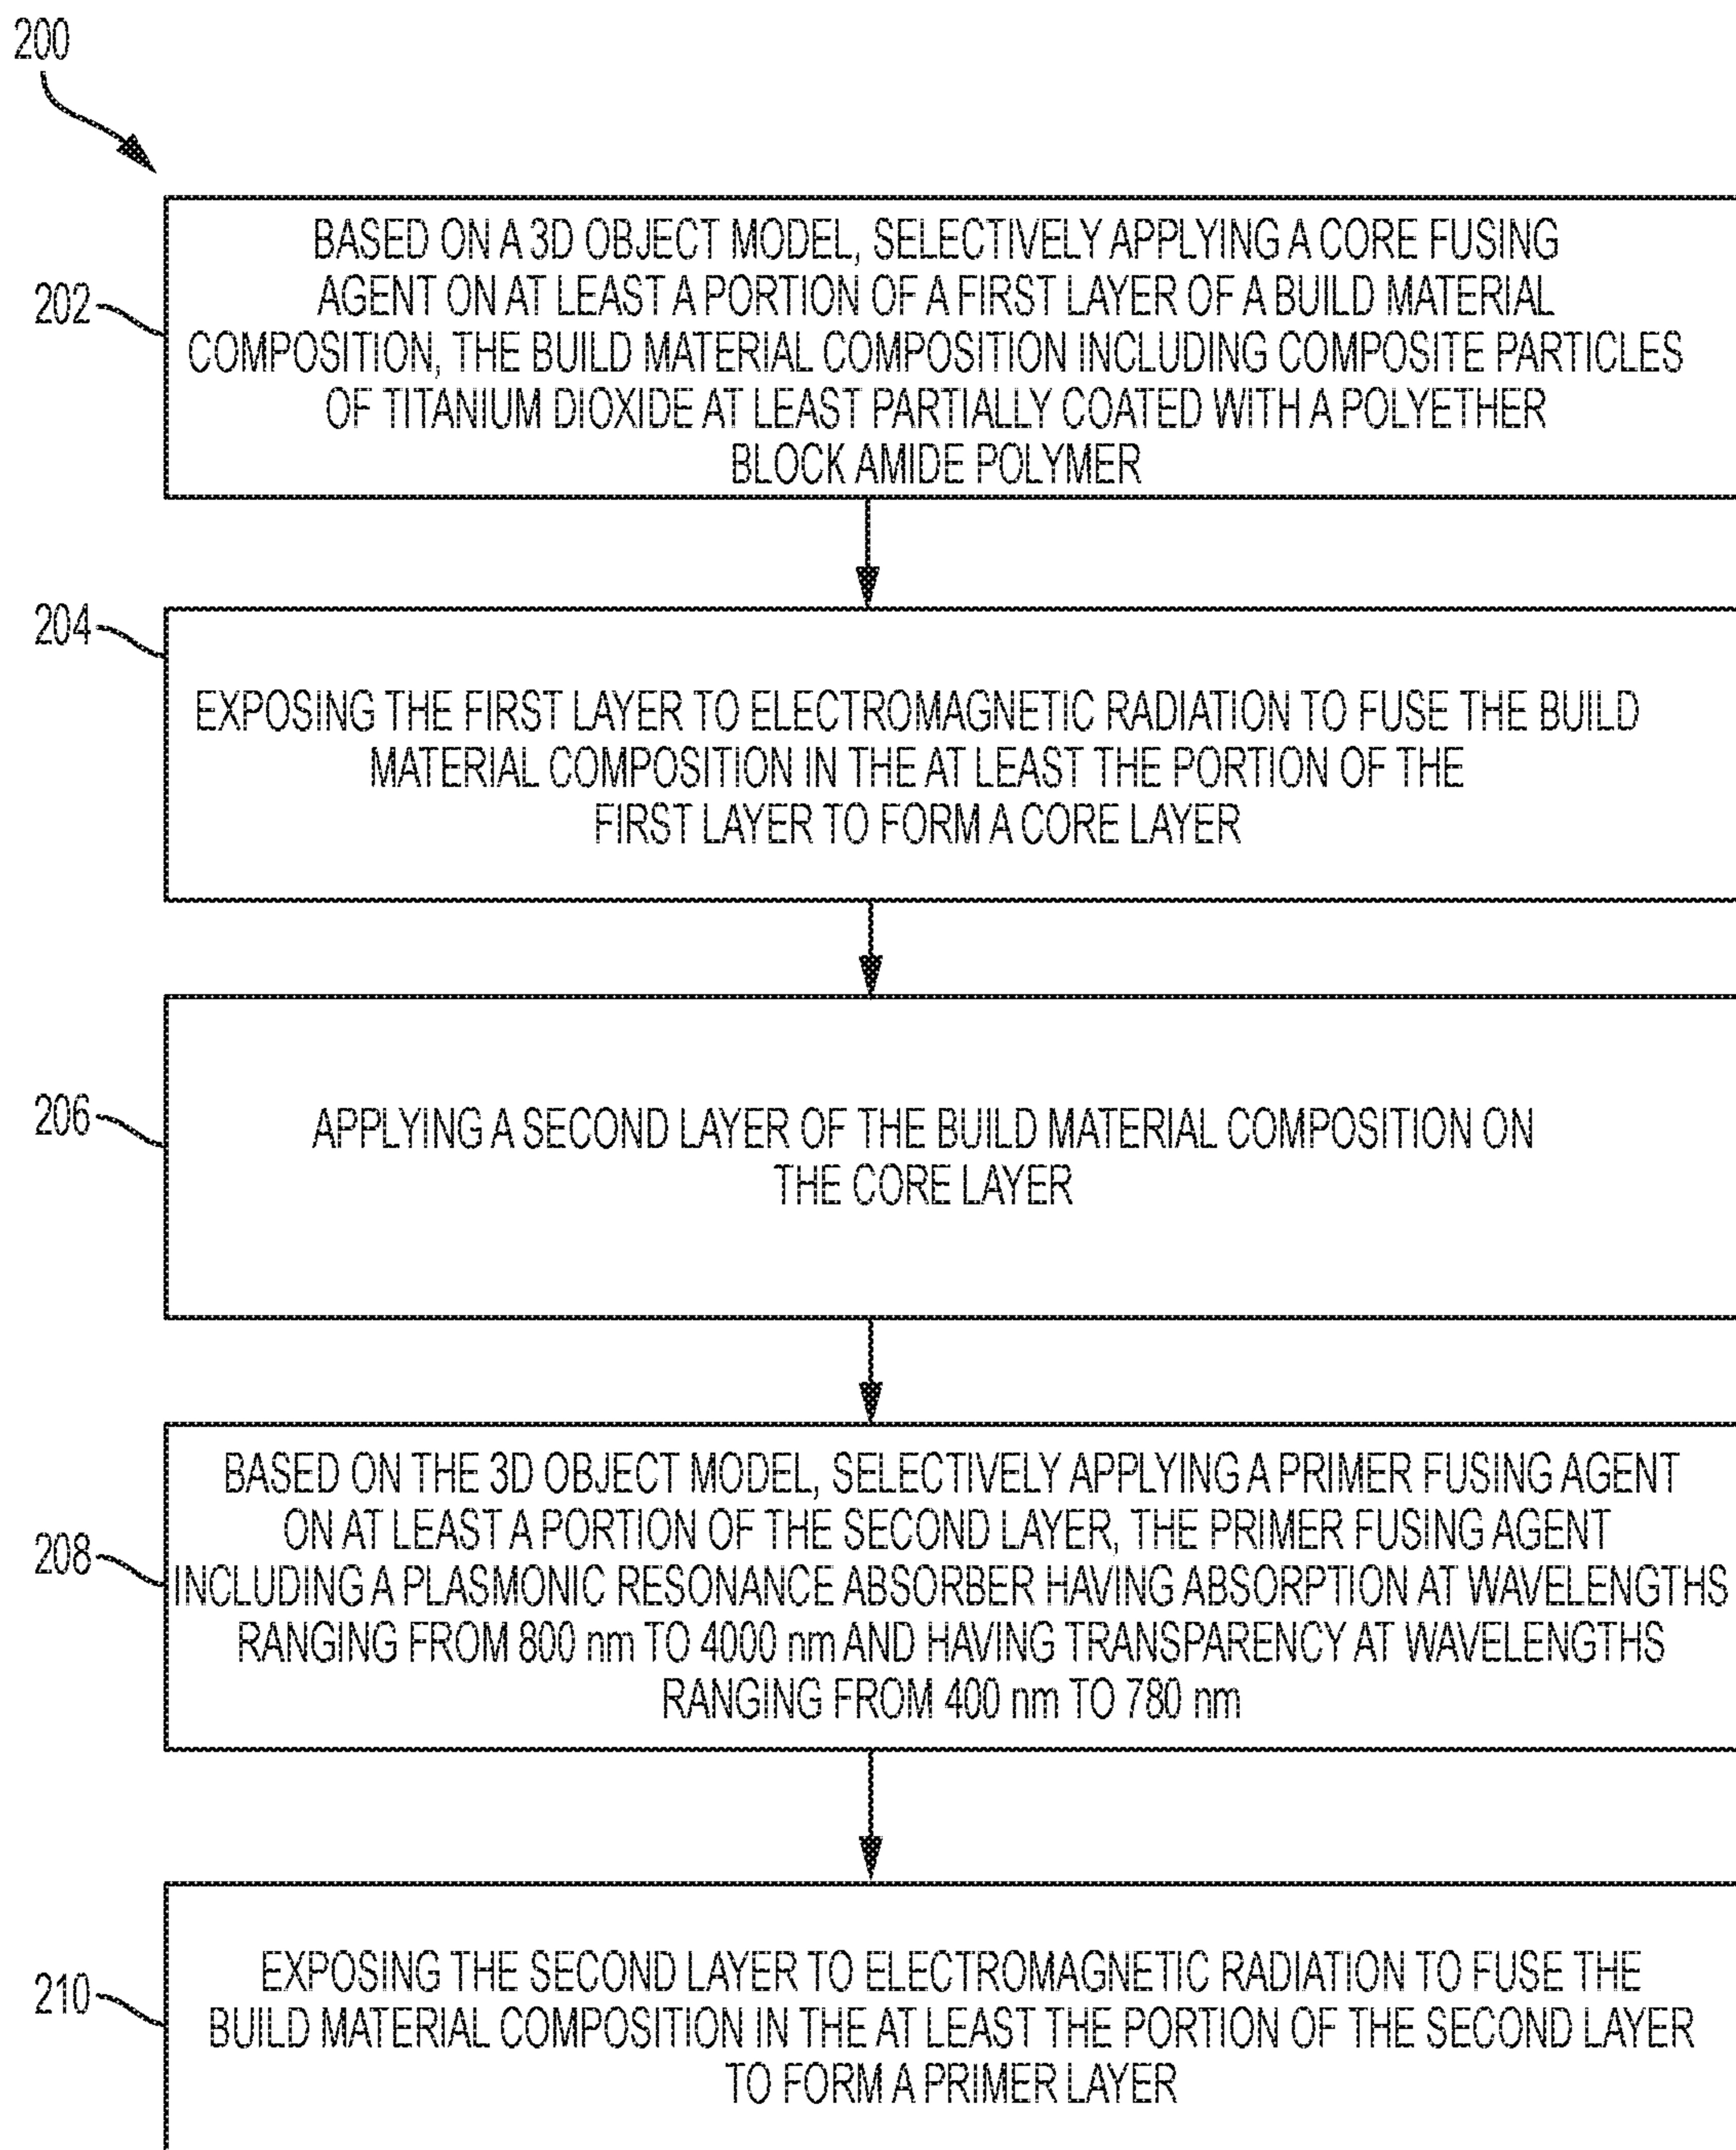 200
202
BASED ON A 3D OBJECT MODEL, SELECTIVELY APPLYING A CORE FUSING
AGENT ON AT LEAST A PORTION OF A FIRST LAYER OF A BUILD MATERIAL
COMPOSITION, THE BUILD MATERIAL COMPOSITION INCLUDING COMPOSITE PARTICLES
OF TITANIUM DIOXIDE AT LEAST PARTIALLY COATED WITH A POLYETHER
BLOCK AMIDE POLYMER
204
EXPOSING THE FIRST LAYER TO ELECTROMAGNETIC RADIATION TO FUSE THE BUILD
MATERIAL COMPOSITION IN THE AT LEAST THE PORTION OF THE
FIRST LAYER TO FORM A CORE LAYER
206
APPLYING A SECOND LAYER OF THE BUILD MATERIAL COMPOSITION ON
THE CORE LAYER
208
BASED ON THE 3D OBJECT MODEL, SELECTIVELY APPLYING A PRIMER FUSING AGENT
ON AT LEAST A PORTION OF THE SECOND LAYER, THE PRIMER FUSING AGENT
INCLUDING A PLASMONIC RESONANCE ABSORBER HAVING ABSORPTION AT WAVELENGTHS
RANGING FROM 800 nm TO 4000 nm AND HAVING TRANSPARENCY AT WAVELENGTHS
RANGING FROM 400 nm TO 780 nm
210
EXPOSING THE SECOND LAYER TO ELECTROMAGNETIC RADIATION TO FUSE THE
BUILD MATERIAL COMPOSITION IN THE AT LEAST THE PORTION OF THE SECOND LAYER
TO FORM A PRIMER LAYER